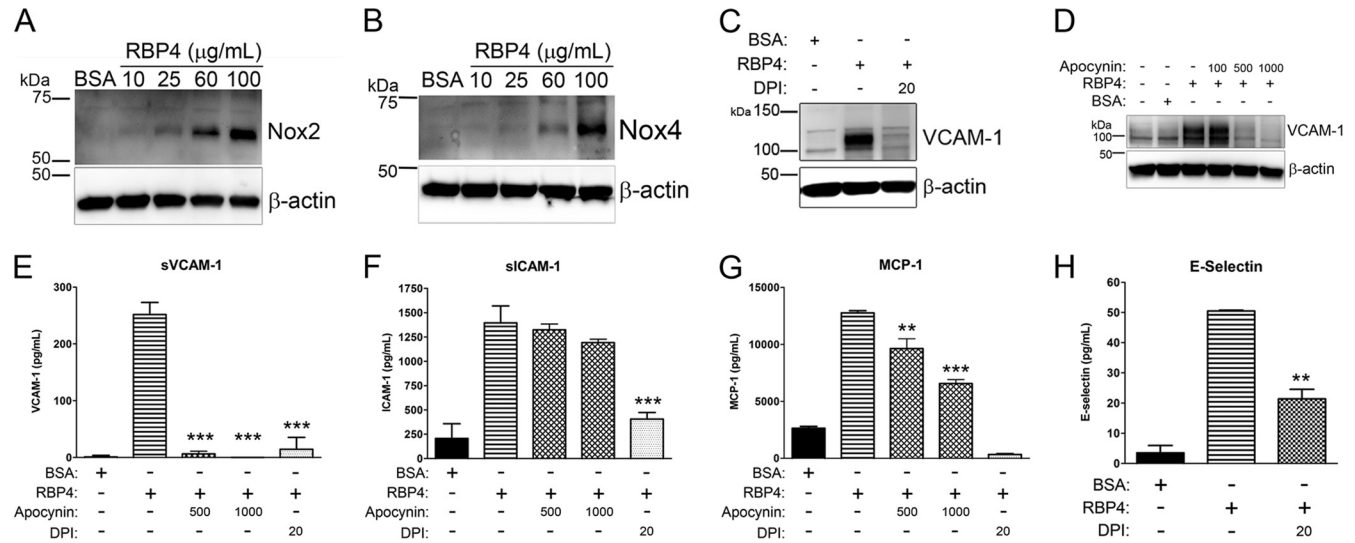 A
RBP4 (μg/mL)
kDa BSA 10 25 60 100
75
Nox2
50
50
β-actin
B
RBP4 (μg/mL)
kDa BSA 10 25 60 100
75
Nox4
50
50
β-actin
C
BSA: + - -
RBP4: - + +
DPI: - - 20
kDa 150
VCAM-1
100
50
β-actin
D
Apocynin: - - - 100 500 1000
RBP4: - - + + + +
BSA: - + - - - -
kDa
100
VCAM-1
50
β-actin
E
sVCAM-1
VCAM-1 (pg/mL)
300
200
100
0
*** *** ***
BSA: + - - - -
RBP4: - + + + +
Apocynin: - - 500 1000 -
DPI: - - - - 20
F
sICAM-1
ICAM-1 (pg/mL)
1750
1500
1250
1000
750
500
250
0
***
BSA: + - - - -
RBP4: - + + + +
Apocynin: - - 500 1000 -
DPI: - - - - 20
G
MCP-1
MCP-1 (pg/mL)
15000
10000
5000
0
** ***
BSA: + - - - -
RBP4: - + + + +
Apocynin: - - 500 1000 -
DPI: - - - - 20
H
E-Selectin
E-selectin (pg/mL)
60
50
40
30
20
10
0
**
BSA: + - -
RBP4: - + +
DPI: - - 20